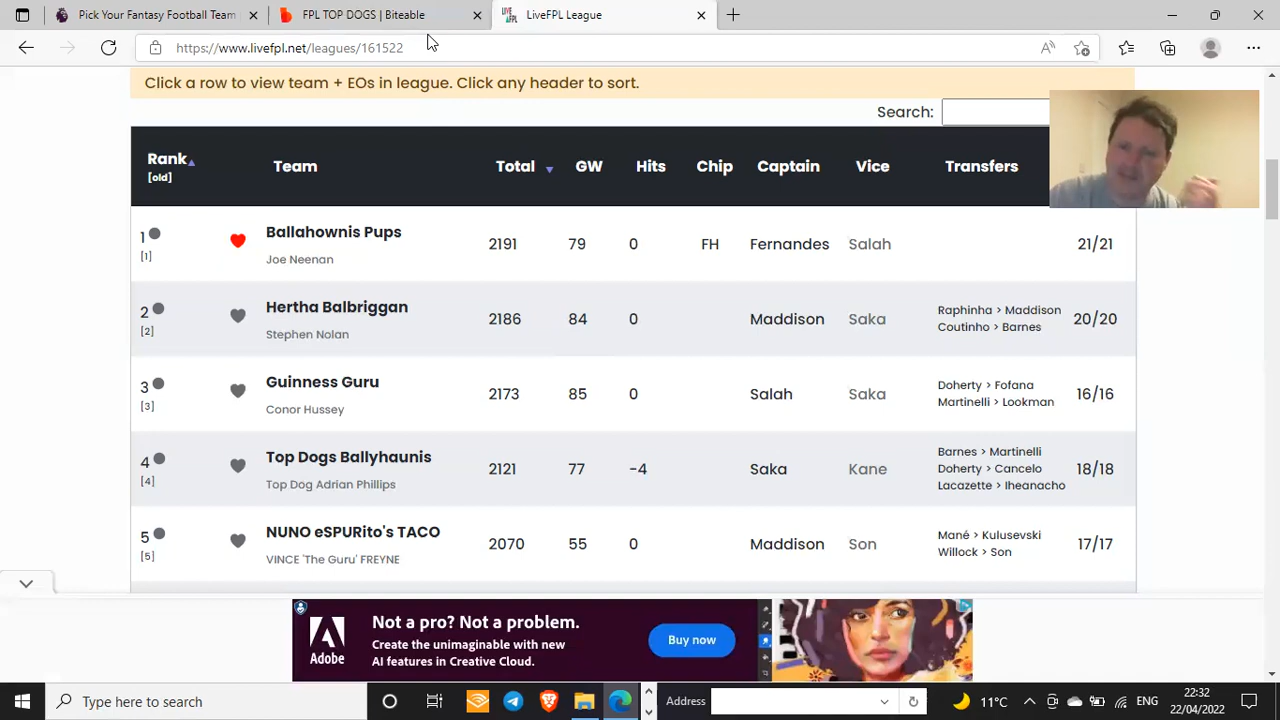 Pick Your Fantasy Football Team
FPL TOP DOGS | Biteable
LiveFPL League
https://www.livefpl.net/leagues/161522
Click a row to view team + EOs in league. Click any header to sort.
Search:
Rank [old] Team Total GW Hits Chip Captain Vice Transfers
1 [1] Ballahownis Pups Joe Neenan 2191 79 0 FH Fernandes Salah 21/21
2 [2] Hertha Balbriggan Stephen Nolan 2186 84 0 Maddison Saka Raphinha > Maddison Coutinho > Barnes 20/20
3 [3] Guinness Guru Conor Hussey 2173 85 0 Salah Saka Doherty > Fofana Martinelli > Lookman 16/16
4 [4] Top Dogs Ballyhaunis Top Dog Adrian Phillips 2121 77 -4 Saka Kane Barnes > Martinelli Doherty > Cancelo Lacazette > Iheanacho 18/18
5 [5] NUNO eSPURito's TACO VINCE 'The Guru' FREYNE 2070 55 0 Maddison Son Mané > Kulusevski Willock > Son 17/17
Adobe
Not a pro? Not a problem.
Create the unimaginable with new
AI features in Creative Cloud.
Buy now
Type here to search
Address
11°C
ENG
22:32
22/04/2022